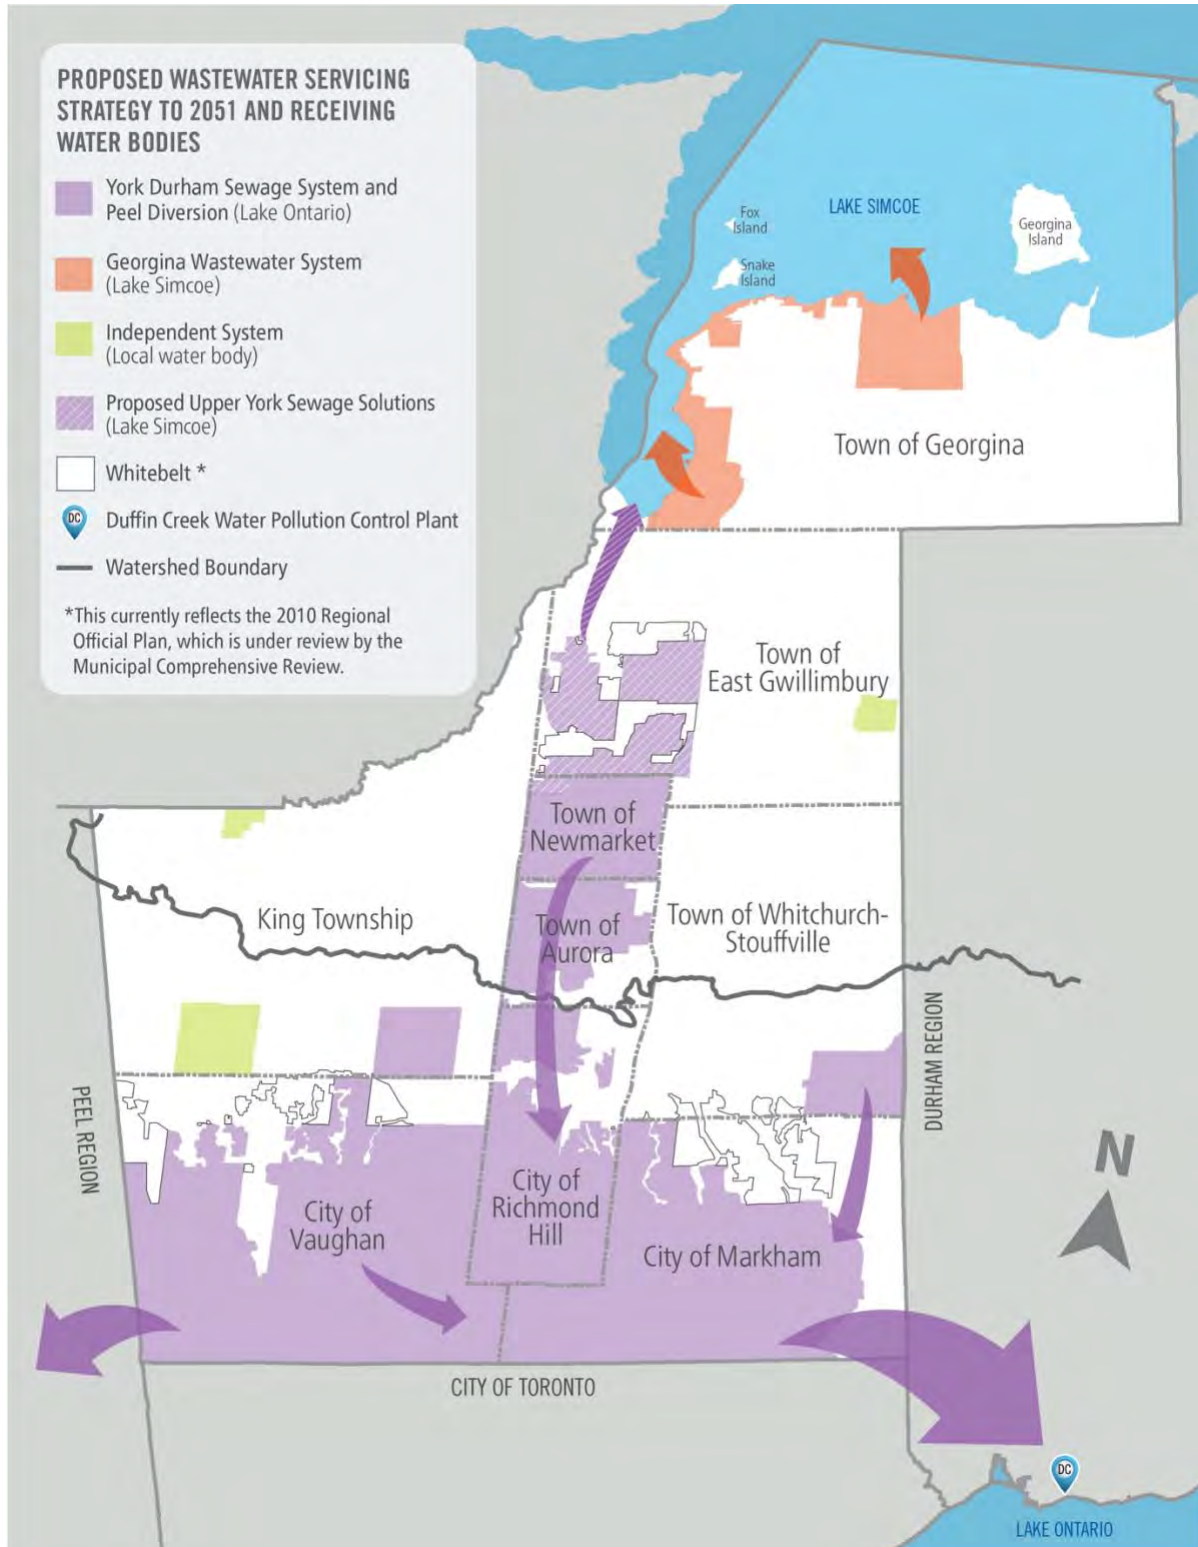 PROPOSED WASTEWATER SERVICING
STRATEGY TO 2051 AND RECEIVING
WATER BODIES
York Durham Sewage System and
Peel Diversion (Lake Ontario)
Georgina Wastewater System
(Lake Simcoe)
Independent System
(Local water body)
Proposed Upper York Sewage Solutions
(Lake Simcoe)
Whitebelt *
DC
Duffin Creek Water Pollution Control Plant
Watershed Boundary
*This currently reflects the 2010 Regional
Official Plan, which is under review by the
Municipal Comprehensive Review.
LAKE SIMCOE
Fox
Island
Georgina
Island
Snake
Island
Town of Georgina
Town of
East Gwillimbury
Town of
Newmarket
King Township
Town of
Aurora
Town of Whitchurch-
Stouffville
PEEL REGION
DURHAM REGION
N
City of
Vaughan
City of
Richmond
Hill
City of Markham
CITY OF TORONTO
DC
LAKE ONTARIO